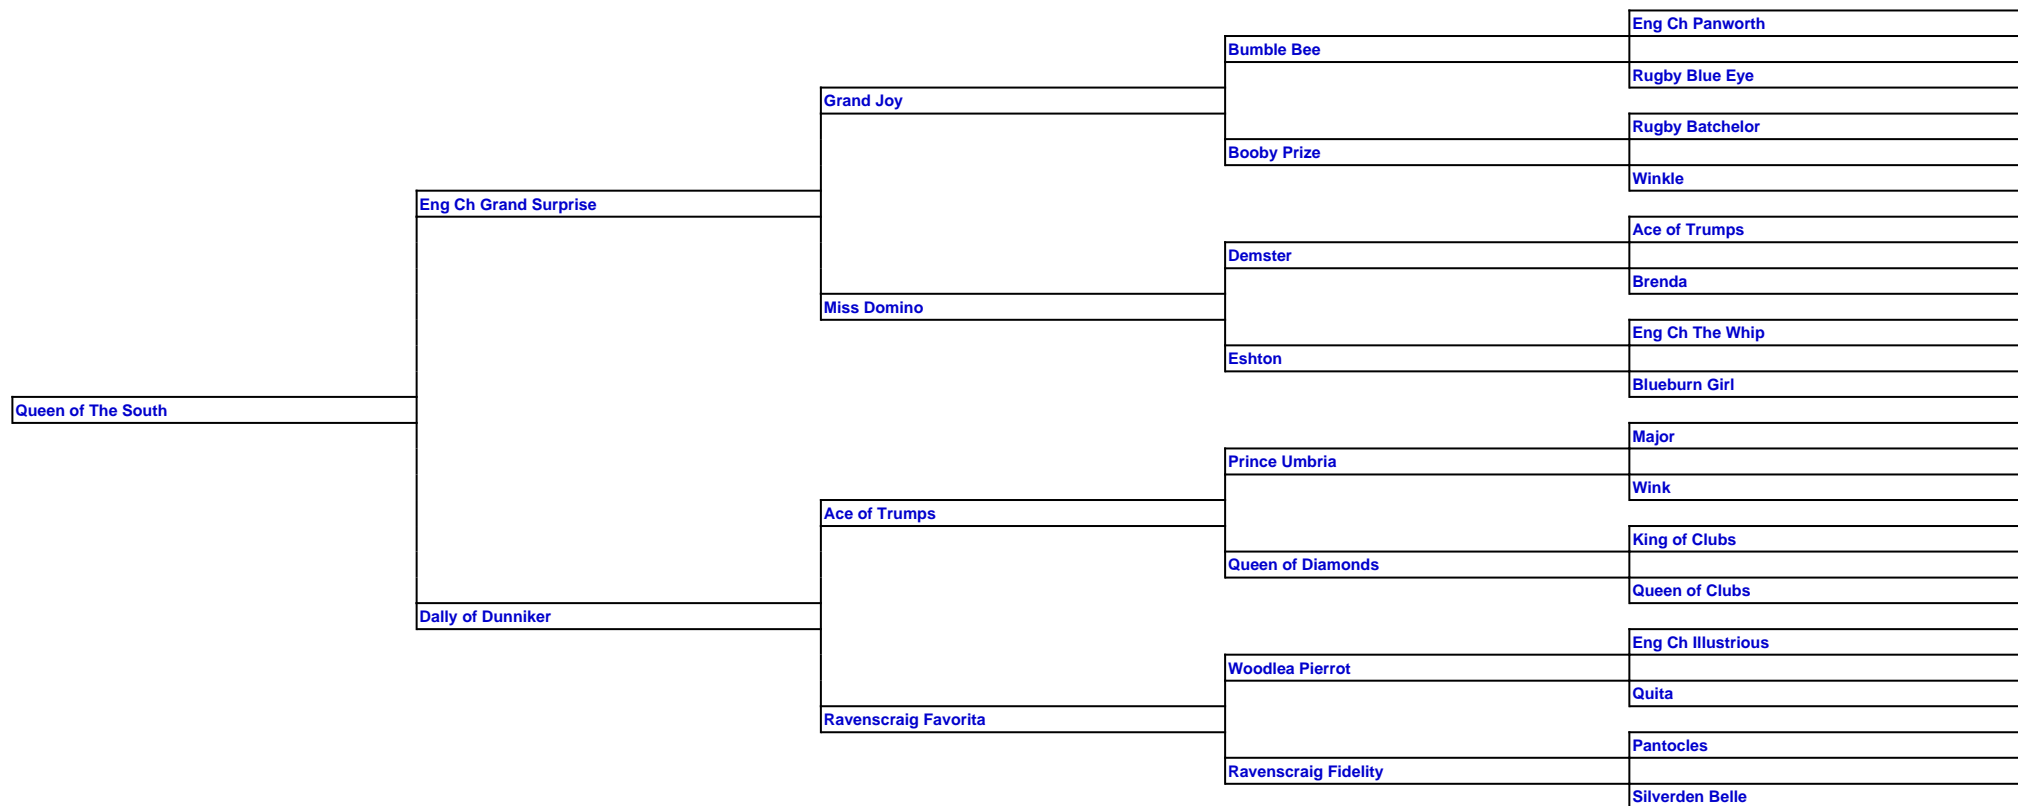 Eng Ch Panworth
Bumble Bee
Rugby Blue Eye
Grand Joy
Rugby Batchelor
Booby Prize
Winkle
Eng Ch Grand Surprise
Ace of Trumps
Demster
Brenda
Miss Domino
Eng Ch The Whip
Eshton
Blueburn Girl
Queen of The South
Major
Prince Umbria
Wink
Ace of Trumps
King of Clubs
Queen of Diamonds
Queen of Clubs
Dally of Dunniker
Eng Ch Illustrious
Woodlea Pierrot
Quita
Ravenscraig Favorita
Pantocles
Ravenscraig Fidelity
Silverden Belle